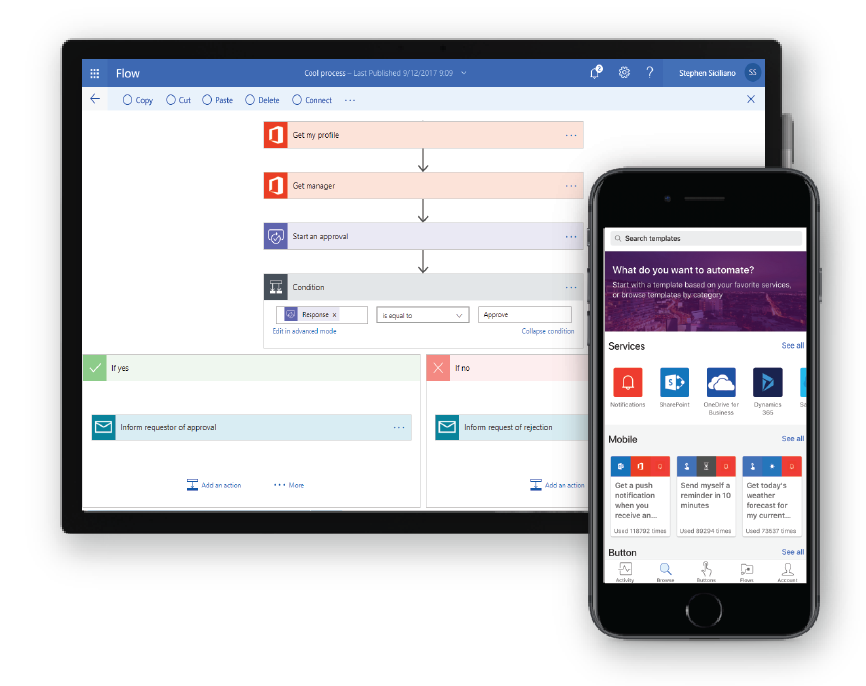 Flow
Cool process – Last Published 9/12/2017 9:09
2
Stephen Siciliano
SS
Copy
Cut
Paste
Delete
Connect
Get my profile
Get manager
Start an approval
Condition
Response x
is equal to
Approve
Edit in advanced mode
Collapse condition
If yes
If no
Inform requestor of approval
Inform request of rejection
Add an action
More
Add an action
Search templates
What do you want to automate?
Start with a template based on your favorite services,
or browse templates by category
Services
See all
Notifications
SharePoint
OneDrive for
Business
Dynamics
365
Mobile
See all
Get a push
notification
when you
receive an...
Used 118792 times
Send myself a
reminder in 10
minutes
Used 89294 times
Get today's
weather
forecast for
my current...
Used 73537 times
Button
See all
Activity
Browse
Buttons
Flows
Account